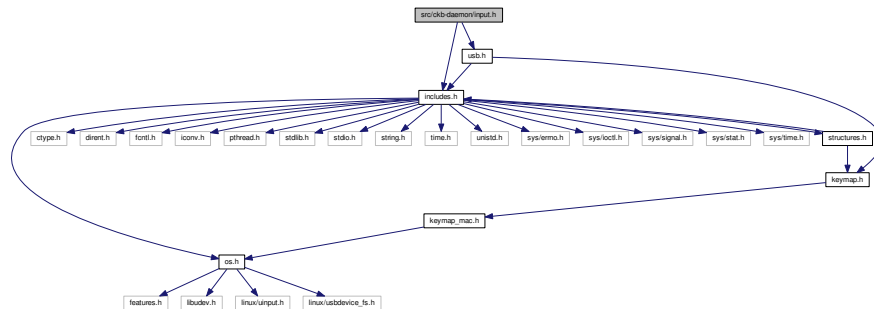 src/ckb-daemon/input.h
usb.h
includes.h
ctype.h
dirent.h
fcntl.h
iconv.h
pthread.h
stdlib.h
stdio.h
string.h
time.h
unistd.h
sys/errno.h
sys/ioctl.h
sys/signal.h
sys/stat.h
sys/time.h
structures.h
keymap.h
keymap_mac.h
os.h
features.h
libudev.h
linux/uinput.h
linux/usbdevice_fs.h